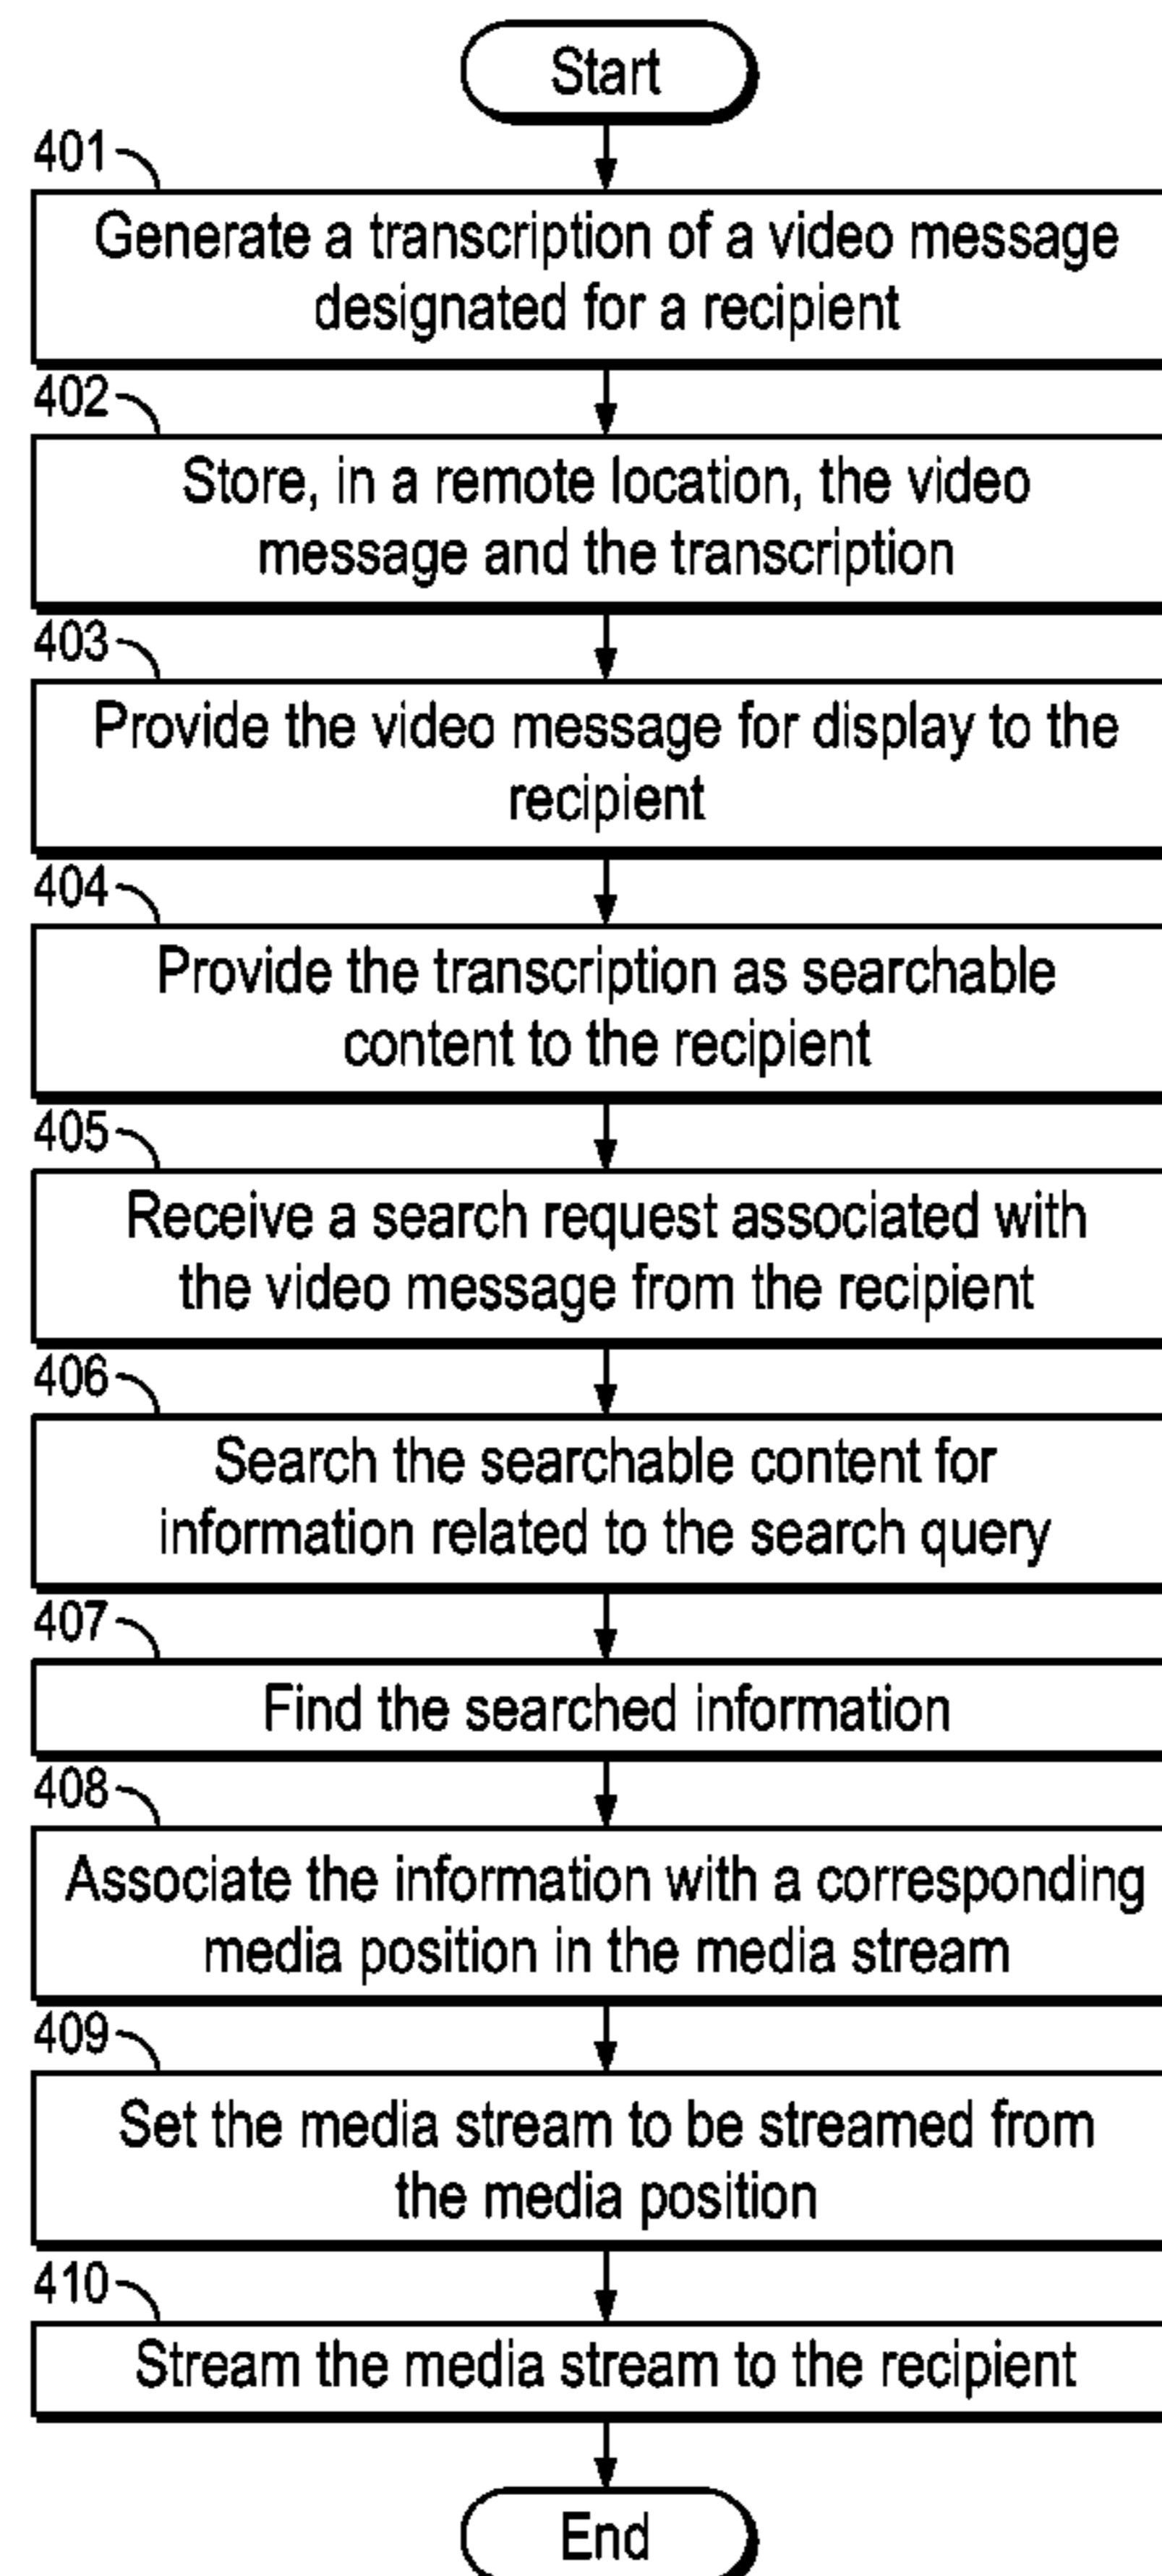 Start
401
Generate a transcription of a video message
designated for a recipient
402
Store, in a remote location, the video
message and the transcription
403
Provide the video message for display to the
recipient
404
Provide the transcription as searchable
content to the recipient
405
Receive a search request associated with
the video message from the recipient
406
Search the searchable content for
information related to the search query
407
Find the searched information
408
Associate the information with a corresponding
media position in the media stream
409
Set the media stream to be streamed from
the media position
410
Stream the media stream to the recipient
End